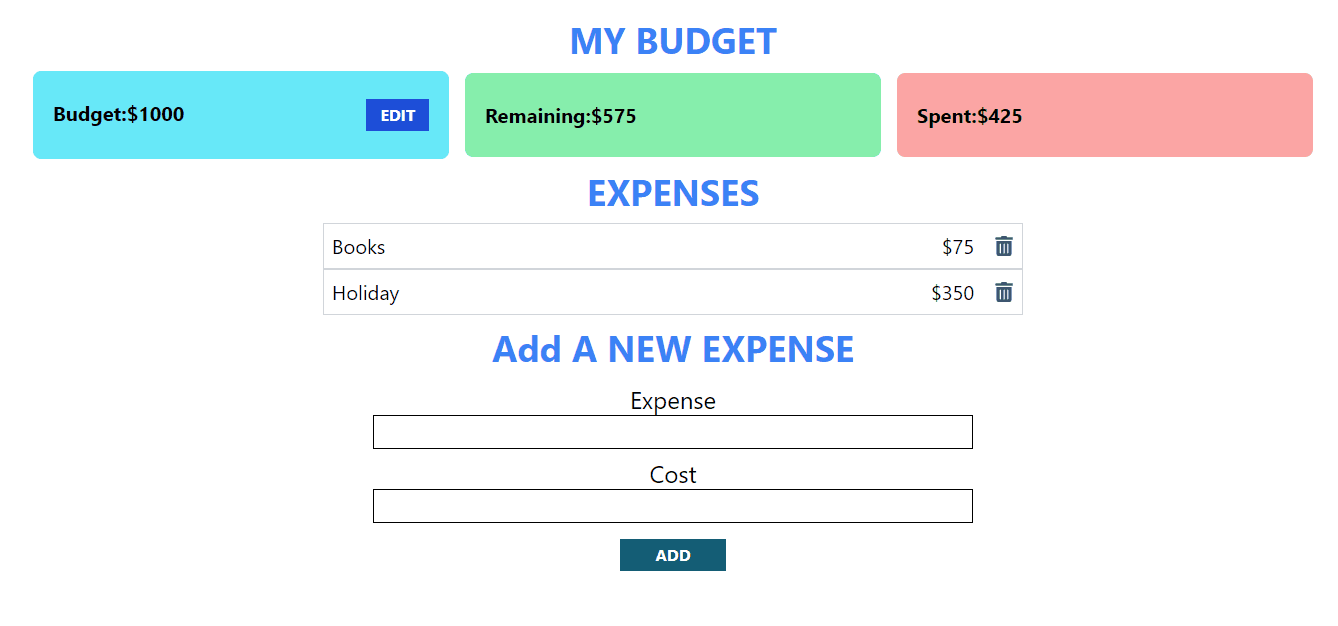 MY BUDGET
Budget:$1000 EDIT Remaining:$575 Spent:$425
EXPENSES
Books $75
Holiday $350
Add A NEW EXPENSE
Expense
Cost
ADD